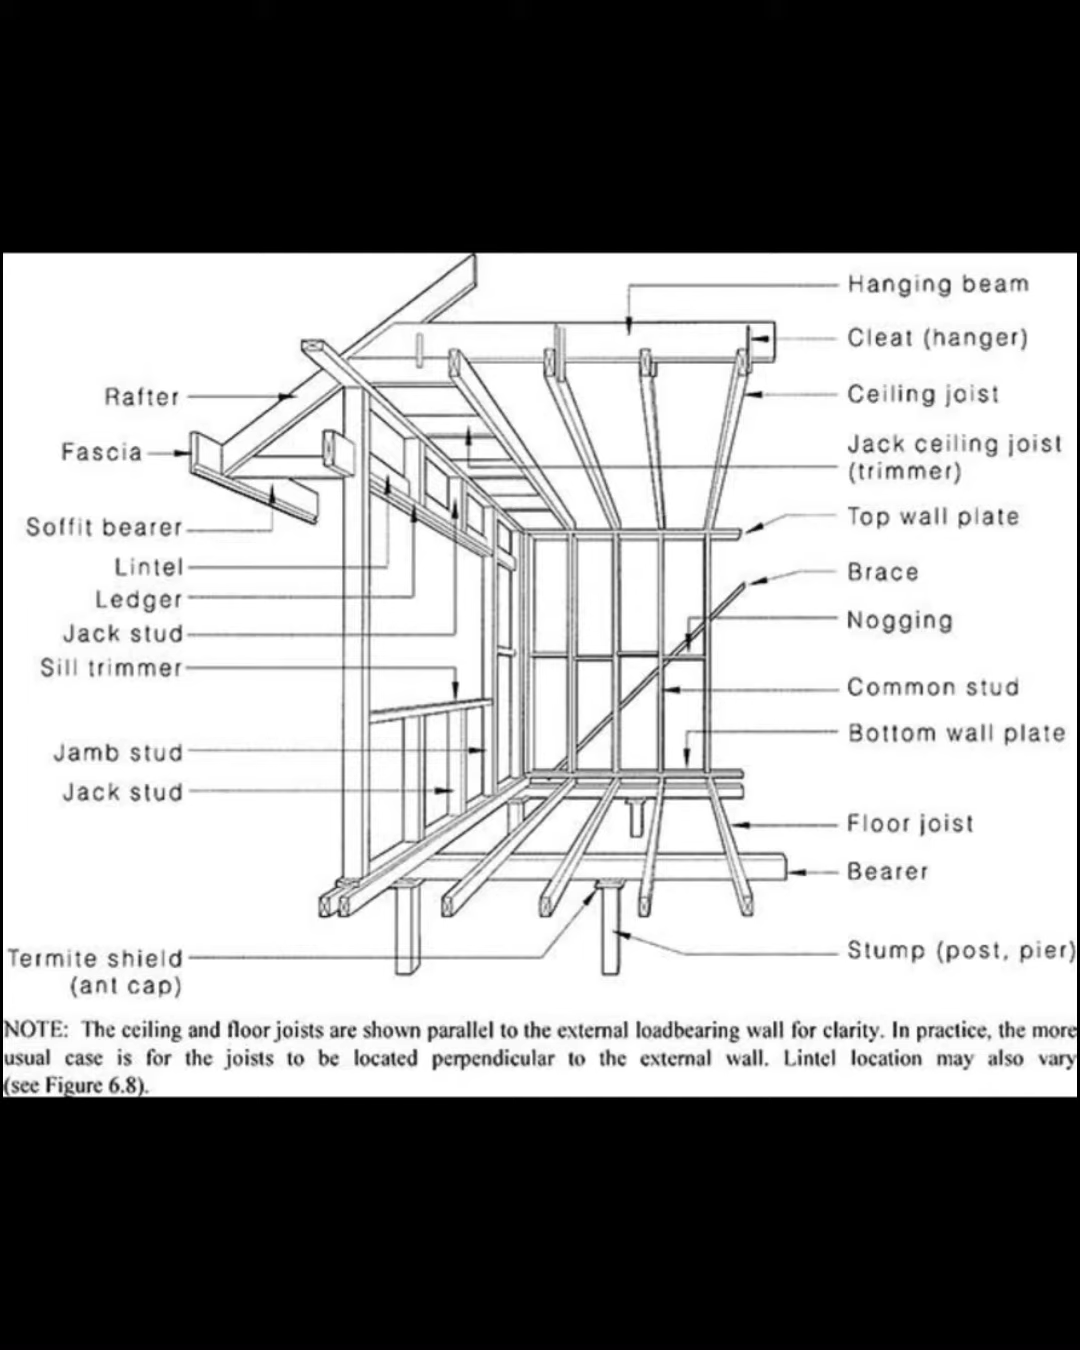 Hanging beam
Cleat (hanger)
Rafter
Ceiling joist
Fascia
Jack ceiling joist
(trimmer)
Soffit bearer
Top wall plate
Lintel
Brace
Ledger
Nogging
Jack stud
Sill trimmer
Common stud
Jamb stud
Bottom wall plate
Jack stud
Floor joist
Bearer
Termite shield
(ant cap)
Stump (post, pier)
NOTE: The ceiling and floor joists are shown parallel to the external loadbearing wall for clarity. In practice, the more
usual case is for the joists to be located perpendicular to the external wall. Lintel location may also vary
(see Figure 6.8).